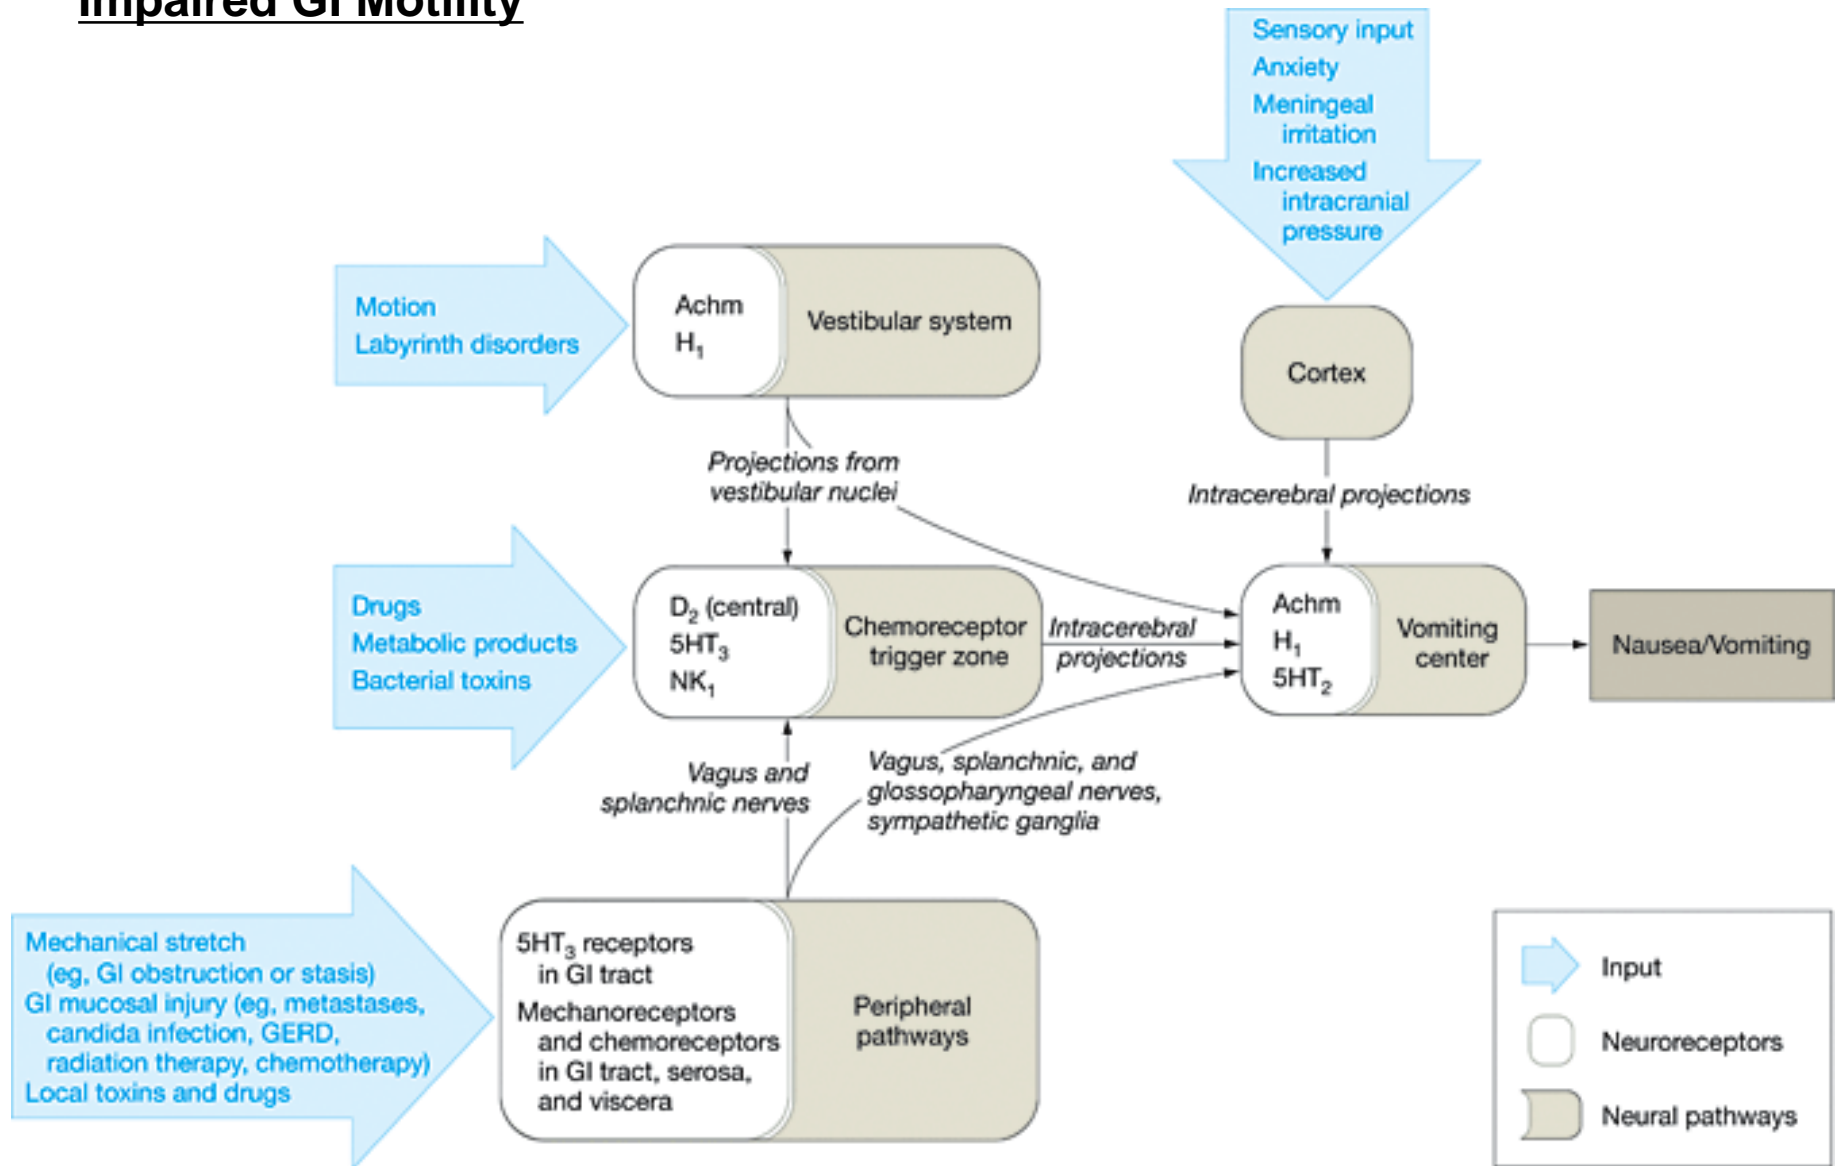 Impaired GI Motility
Sensory input
Anxiety
Meningeal
irritation
Increased
intracranial
pressure
Motion
Labyrinth disorders
Achm
H₁
Vestibular system
Cortex
Projections from
vestibular nuclei
Intracerebral projections
Drugs
Metabolic products
Bacterial toxins
D₂ (central)
5HT₃
NK₁
Chemoreceptor
trigger zone
Intracerebral
projections
Achm
H₁
5HT₂
Vomiting
center
Nausea/Vomiting
Vagus and
splanchnic nerves
Vagus, splanchnic, and
glossopharyngeal nerves,
sympathetic ganglia
Mechanical stretch
(eg, GI obstruction or stasis)
GI mucosal injury (eg, metastases,
candida infection, GERD,
radiation therapy, chemotherapy)
Local toxins and drugs
5HT₃ receptors
in GI tract
Mechanoreceptors
and chemoreceptors
in GI tract, serosa,
and viscera
Peripheral
pathways
Input
Neuroreceptors
Neural pathways